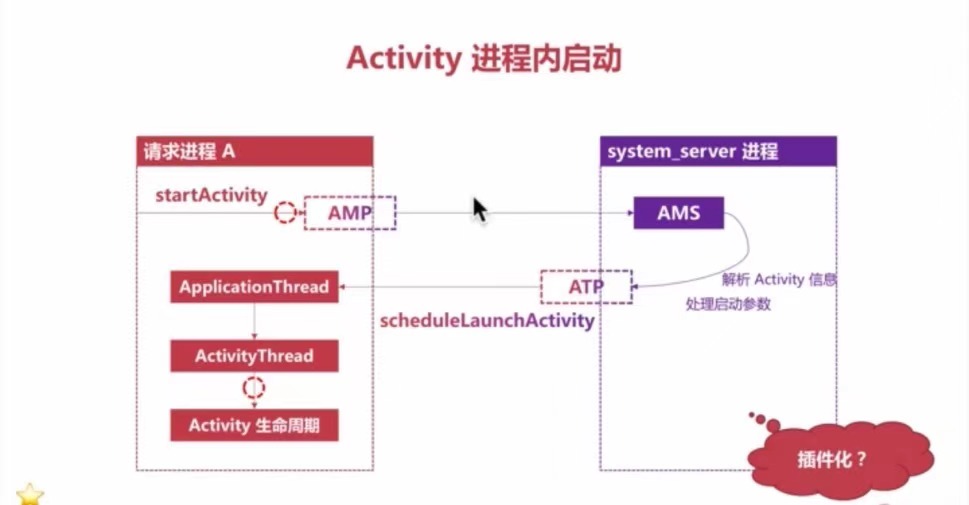 Activity 进程内启动
请求进程 A
system_server 进程
startActivity
AMP
AMS
解析 Activity 信息
处理启动参数
ApplicationThread
ATP
scheduleLaunchActivity
ActivityThread
Activity 生命周期
插件化？